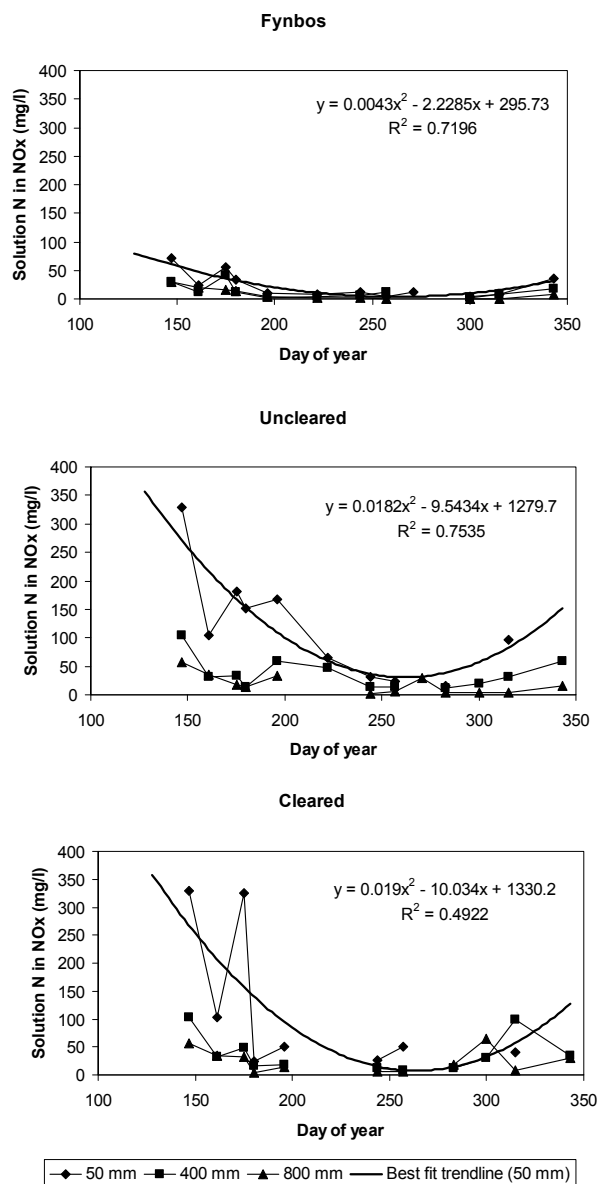 Fynbos
400
350
300
250
200
150
100
50
0
Solution N in NOx (mg/l)
y = 0.0043x² - 2.2285x + 295.73
R² = 0.7196
100 150 200 250 300 350
Day of year
Uncleared
400
350
300
250
200
150
100
50
0
Solution N in NOx (mg/l)
y = 0.0182x² - 9.5434x + 1279.7
R² = 0.7535
100 150 200 250 300 350
Day of year
Cleared
400
350
300
250
200
150
100
50
0
Solution N in NOx (mg/l)
y = 0.019x² - 10.034x + 1330.2
R² = 0.4922
100 150 200 250 300 350
Day of year
50 mm 400 mm 800 mm Best fit trendline (50 mm)